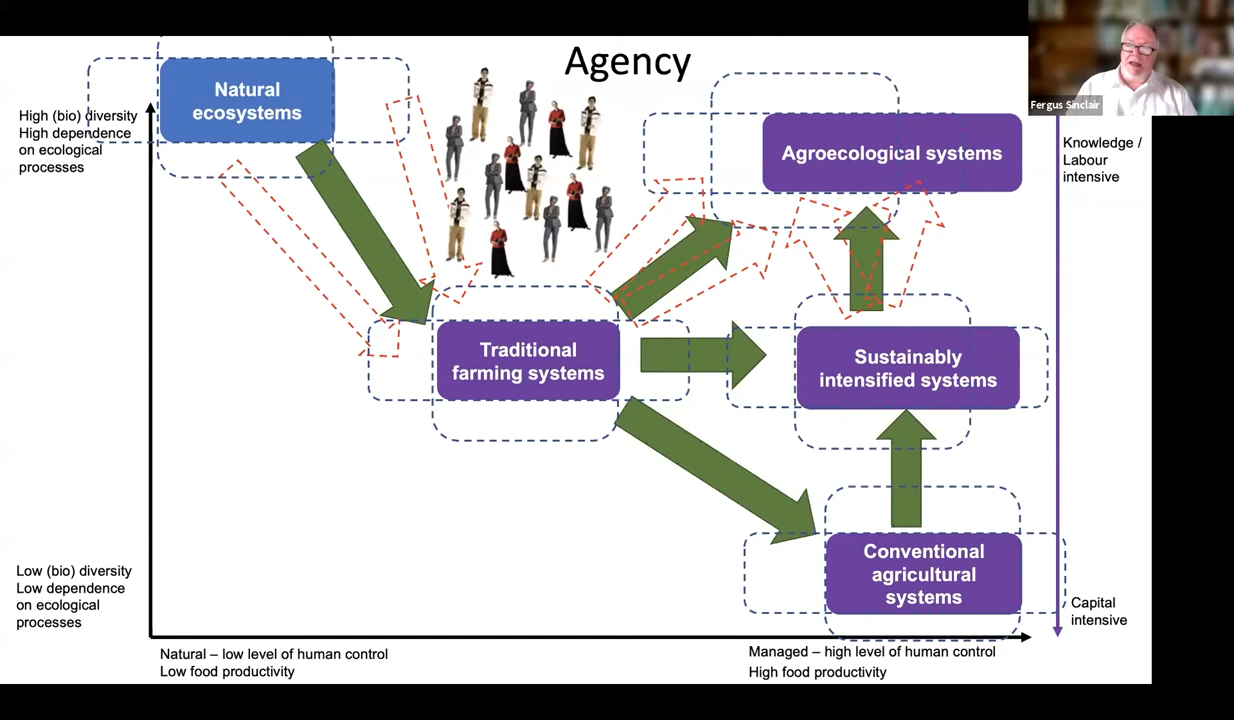 Agency
Fergus Sinclair
Natural
ecosystems
High (bio) diversity
High dependence
on ecological
processes
Agroecological systems
Knowledge /
Labour
intensive
Traditional
farming systems
Sustainably
intensified systems
Conventional
agricultural
systems
Low (bio) diversity
Low dependence
on ecological
processes
Capital
intensive
Natural – low level of human control
Low food productivity
Managed – high level of human control
High food productivity